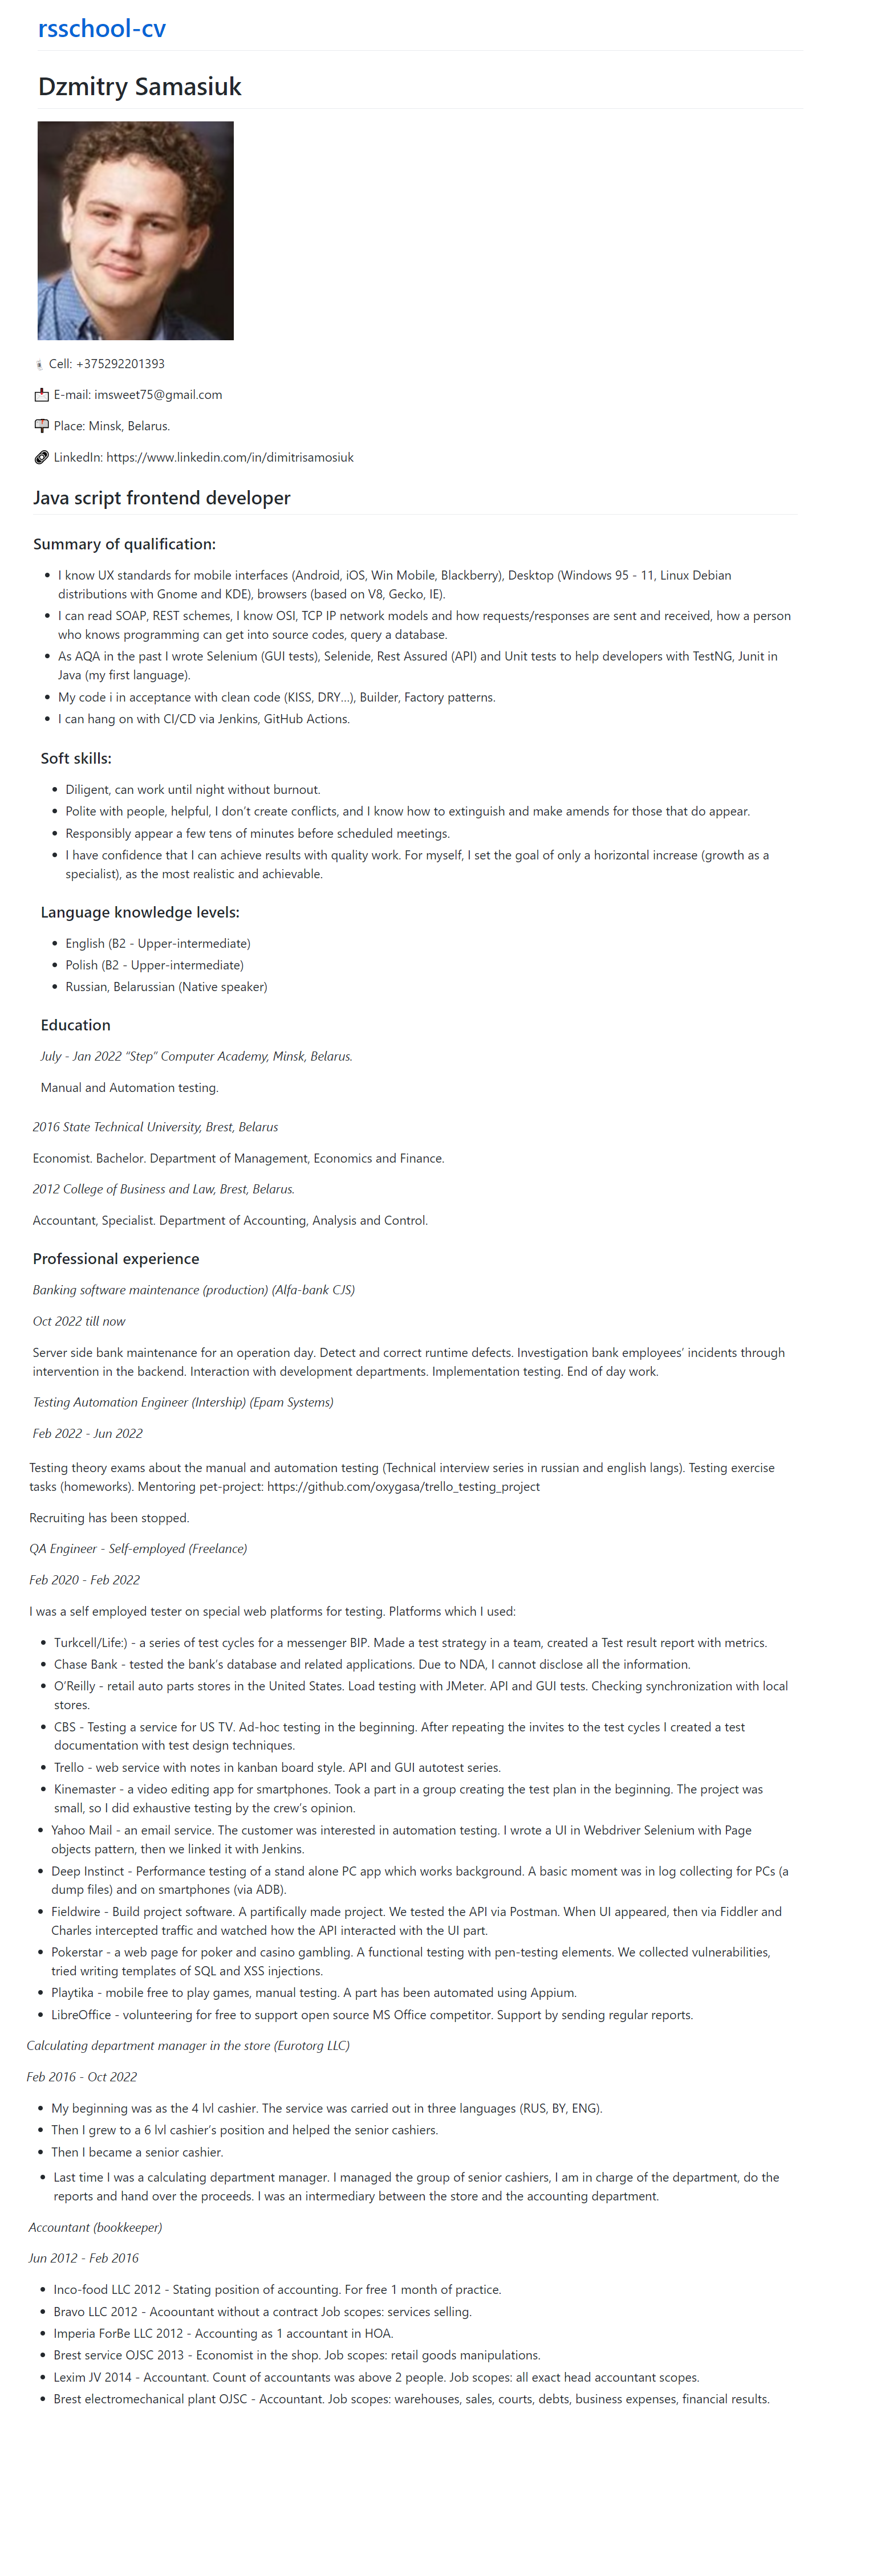 rsschool-cv
Dzmitry Samasiuk
Cell: +375292201393
E-mail: imsweet75@gmail.com
Place: Minsk, Belarus.
LinkedIn: https://www.linkedin.com/in/dimitrisamosiuk
Java script frontend developer
Summary of qualification:
• I know UX standards for mobile interfaces (Android, iOS, Win Mobile, Blackberry), Desktop (Windows 95 - 11, Linux Debian
distributions with Gnome and KDE), browsers (based on V8, Gecko, IE).
• I can read SOAP, REST schemes, I know OSI, TCP IP network models and how requests/responses are sent and received, how a person
who knows programming can get into source codes, query a database.
• As AQA in the past I wrote Selenium (GUI tests), Selenide, Rest Assured (API) and Unit tests to help developers with TestNG, Junit in
Java (my first language).
• My code i in acceptance with clean code (KISS, DRY...), Builder, Factory patterns.
• I can hang on with CI/CD via Jenkins, GitHub Actions.
Soft skills:
• Diligent, can work until night without burnout.
• Polite with people, helpful, I don't create conflicts, and I know how to extinguish and make amends for those that do appear.
• Responsibly appear a few tens of minutes before scheduled meetings.
• I have confidence that I can achieve results with quality work. For myself, I set the goal of only a horizontal increase (growth as a
specialist), as the most realistic and achievable.
Language knowledge levels:
• English (B2 - Upper-intermediate)
• Polish (B2 - Upper-intermediate)
• Russian, Belarussian (Native speaker)
Education
July - Jan 2022 "Step" Computer Academy, Minsk, Belarus.
Manual and Automation testing.
2016 State Technical University, Brest, Belarus
Economist. Bachelor. Department of Management, Economics and Finance.
2012 College of Business and Law, Brest, Belarus.
Accountant, Specialist. Department of Accounting, Analysis and Control.
Professional experience
Banking software maintenance (production) (Alfa-bank CJS)
Oct 2022 till now
Server side bank maintenance for an operation day. Detect and correct runtime defects. Investigation bank employees' incidents through
intervention in the backend. Interaction with development departments. Implementation testing. End of day work.
Testing Automation Engineer (Intership) (Epam Systems)
Feb 2022 - Jun 2022
Testing theory exams about the manual and automation testing (Technical interview series in russian and english langs). Testing exercise
tasks (homeworks). Mentoring pet-project: https://github.com/oxygasa/trello_testing_project
Recruiting has been stopped.
QA Engineer - Self-employed (Freelance)
Feb 2020 - Feb 2022
I was a self employed tester on special web platforms for testing. Platforms which I used:
• Turkcell/Life:) - a series of test cycles for a messenger BIP. Made a test strategy in a team, created a Test result report with metrics.
• Chase Bank - tested the bank's database and related applications. Due to NDA, I cannot disclose all the information.
• O'Reilly - retail auto parts stores in the United States. Load testing with JMeter. API and GUI tests. Checking synchronization with local
stores.
• CBS - Testing a service for US TV. Ad-hoc testing in the beginning. After repeating the invites to the test cycles I created a test
documentation with test design techniques.
• Trello - web service with notes in kanban board style. API and GUI autotest series.
• Kinemaster - a video editing app for smartphones. Took a part in a group creating the test plan in the beginning. The project was
small, so I did exhaustive testing by the crew's opinion.
• Yahoo Mail - an email service. The customer was interested in automation testing. I wrote a UI in Webdriver Selenium with Page
objects pattern, then we linked it with Jenkins.
• Deep Instinct - Performance testing of a stand alone PC app which works background. A basic moment was in log collecting for PCs (a
dump files) and on smartphones (via ADB).
• Fieldwire - Build project software. A partifically made project. We tested the API via Postman. When UI appeared, then via Fiddler and
Charles intercepted traffic and watched how the API interacted with the UI part.
• Pokerstar - a web page for poker and casino gambling. A functional testing with pen-testing elements. We collected vulnerabilities,
tried writing templates of SQL and XSS injections.
• Playtika - mobile free to play games, manual testing. A part has been automated using Appium.
• LibreOffice - volunteering for free to support open source MS Office competitor. Support by sending regular reports.
Calculating department manager in the store (Eurotorg LLC)
Feb 2016 - Oct 2022
• My beginning was as the 4 lvl cashier. The service was carried out in three languages (RUS, BY, ENG).
• Then I grew to a 6 lvl cashier's position and helped the senior cashiers.
• Then I became a senior cashier.
• Last time I was a calculating department manager. I managed the group of senior cashiers, I am in charge of the department, do the
reports and hand over the proceeds. I was an intermediary between the store and the accounting department.
Accountant (bookkeeper)
Jun 2012 - Feb 2016
• Inco-food LLC 2012 - Stating position of accounting. For free 1 month of practice.
• Bravo LLC 2012 - Acoountant without a contract Job scopes: services selling.
• Imperia ForBe LLC 2012 - Accounting as 1 accountant in HOA.
• Brest service OJSC 2013 - Economist in the shop. Job scopes: retail goods manipulations.
• Lexim JV 2014 - Accountant. Count of accountants was above 2 people. Job scopes: all exact head accountant scopes.
• Brest electromechanical plant OJSC - Accountant. Job scopes: warehouses, sales, courts, debts, business expenses, financial results.